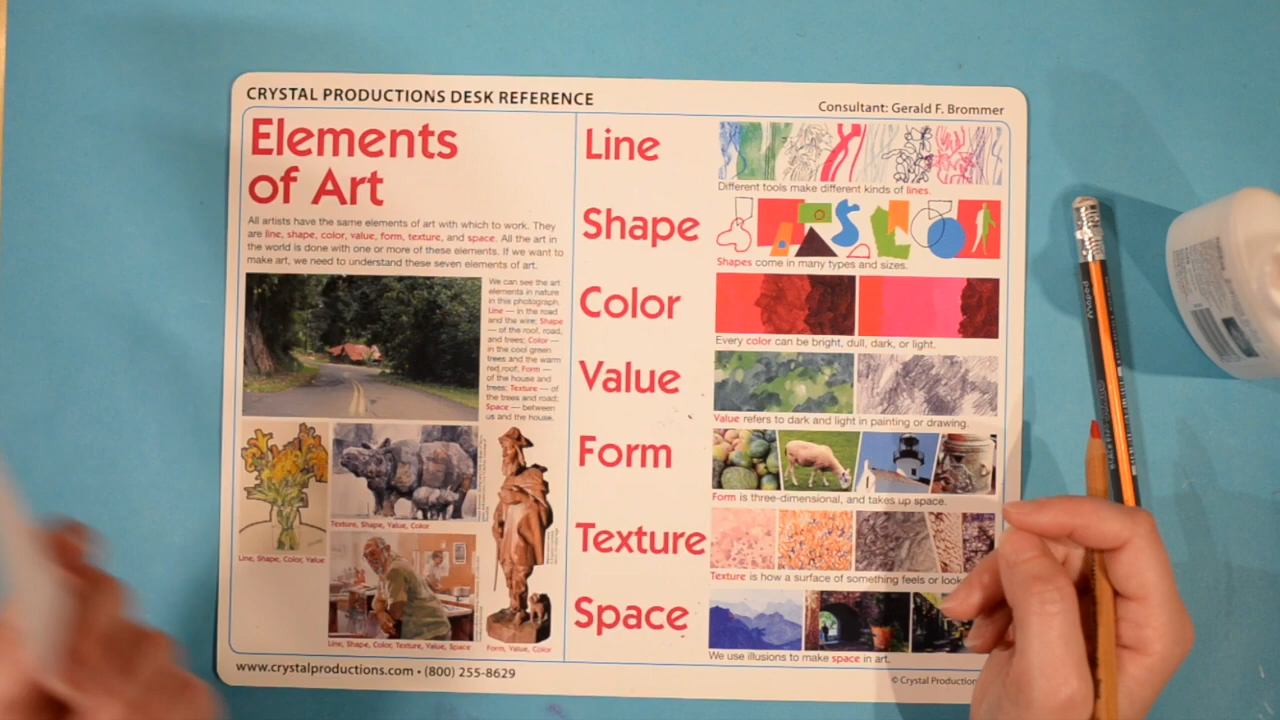 CRYSTAL PRODUCTIONS DESK REFERENCE
Consultant: Gerald F. Brommer
Elements
of Art
All artists have the same elements of art with which to work. They
are line, shape, color, value, form, texture, and space. All the art in
the world is done with one or more of these elements. If we want to
make art, we need to understand these seven elements of art.
We can see the art
elements in nature
in this photograph.
Line — in the road
and the wire; Shape
— of the roof, road,
and trees; Color —
in the cool green
trees and the warm
red roof; Form —
of the house and
trees; Texture — of
the trees and road;
Space — between
us and the house.
Line, Shape, Color, Value
Texture, Shape, Value, Color
Line, Shape, Color, Texture, Value, Space
Form, Value, Color
Line
Different tools make different kinds of lines.
Shape
Shapes come in many types and sizes.
Color
Every color can be bright, dull, dark, or light.
Value
Value refers to dark and light in painting or drawing.
Form
Form is three-dimensional, and takes up space.
Texture
Texture is how a surface of something feels or look
Space
We use illusions to make space in art.
www.crystalproductions.com • (800) 255-8629
© Crystal Production